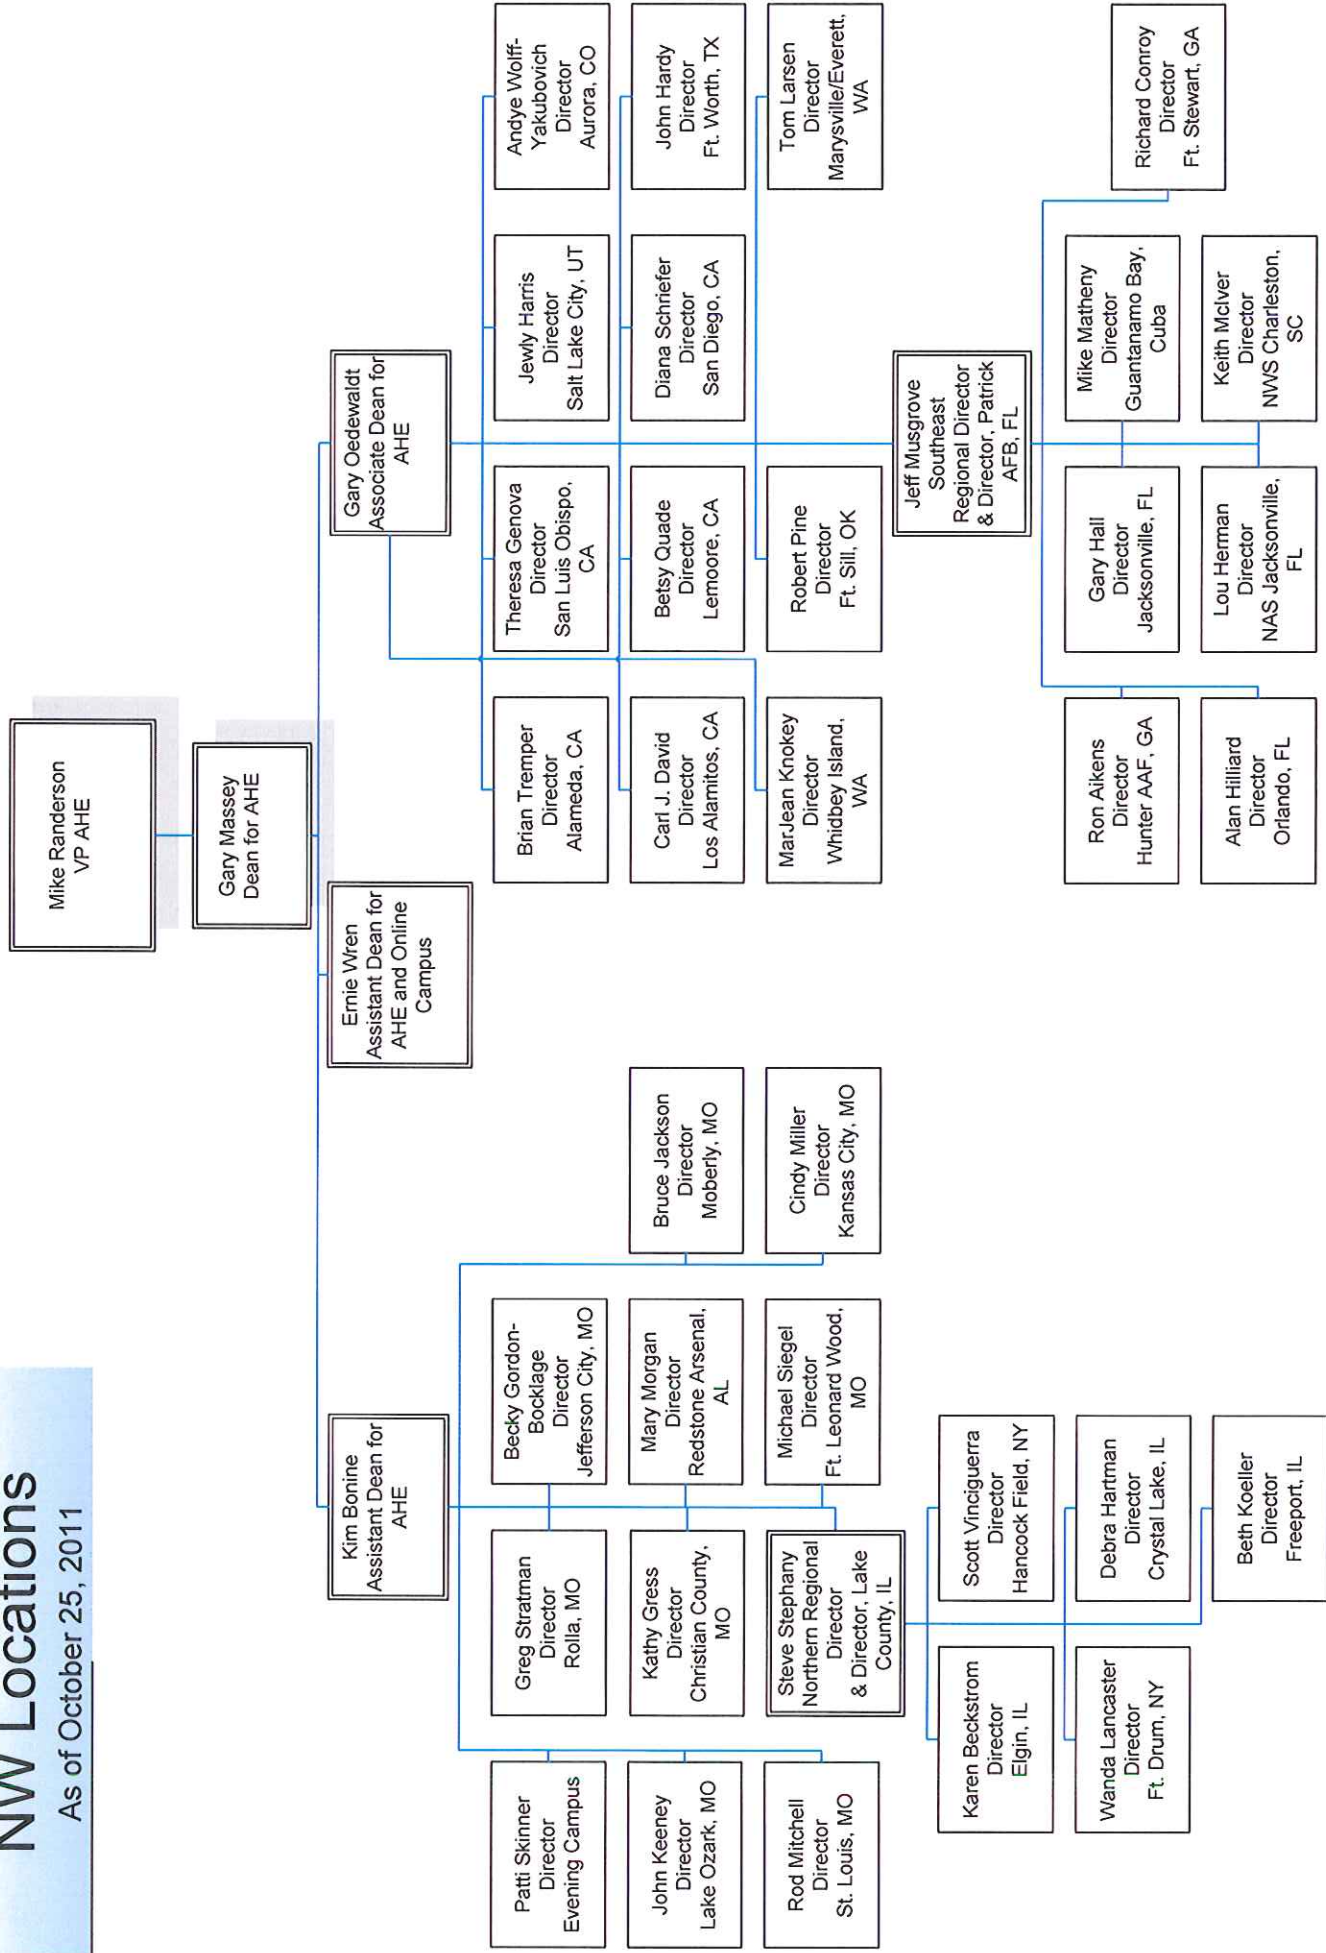 NW Locations
As of October 25, 2011
Mike Randerson
VP AHE
Gary Massey
Dean for AHE
Kim Bonine
Assistant Dean for
AHE
Ernie Wren
Assistant Dean for
AHE and Online
Campus
Gary Oedewaldt
Associate Dean for
AHE
Patti Skinner
Director
Evening Campus
Greg Stratman
Director
Rolla, MO
Becky Gordon-
Bocklage
Director
Jefferson City, MO
Brian Tremper
Director
Alameda, CA
Theresa Genova
Director
San Luis Obispo,
CA
Jewly Harris
Director
Salt Lake City, UT
Andye Wolff-
Yakubovich
Director
Aurora, CO
John Keeney
Director
Lake Ozark, MO
Kathy Gress
Director
Christian County,
MO
Mary Morgan
Director
Redstone Arsenal,
AL
Bruce Jackson
Director
Moberly, MO
Carl J. David
Director
Los Alamitos, CA
Betsy Quade
Director
Lemoore, CA
Diana Schriefer
Director
San Diego, CA
John Hardy
Director
Ft. Worth, TX
Rod Mitchell
Director
St. Louis, MO
Steve Stephany
Northern Regional
Director
& Director, Lake
County, IL
Michael Siegel
Director
Ft. Leonard Wood,
MO
Cindy Miller
Director
Kansas City, MO
MarJean Knokey
Director
Whidbey Island,
WA
Robert Pine
Director
Ft. Sill, OK
Tom Larsen
Director
Marysville/Everett,
WA
Jeff Musgrove
Southeast
Regional Director
& Director, Patrick
AFB, FL
Karen Beckstrom
Director
Elgin, IL
Scott Vinciguerra
Director
Hancock Field, NY
Wanda Lancaster
Director
Ft. Drum, NY
Debra Hartman
Director
Crystal Lake, IL
Beth Koeller
Director
Freeport, IL
Ron Aikens
Director
Hunter AAF, GA
Gary Hall
Director
Jacksonville, FL
Mike Matheny
Director
Guantanamo Bay,
Cuba
Richard Conroy
Director
Ft. Stewart, GA
Alan Hilliard
Director
Orlando, FL
Lou Herman
Director
NAS Jacksonville,
FL
Keith McIver
Director
NWS Charleston,
SC